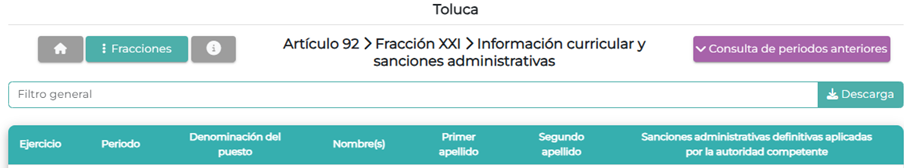 Toluca
Fracciones
Artículo 92 > Fracción XXI > Información curricular y
sanciones administrativas
Consulta de periodos anteriores
Filtro general
Descarga
Ejercicio
Periodo
Denominación del
puesto
Nombre(s)
Primer
apellido
Segundo
apellido
Sanciones administrativas definitivas aplicadas
por la autoridad competente